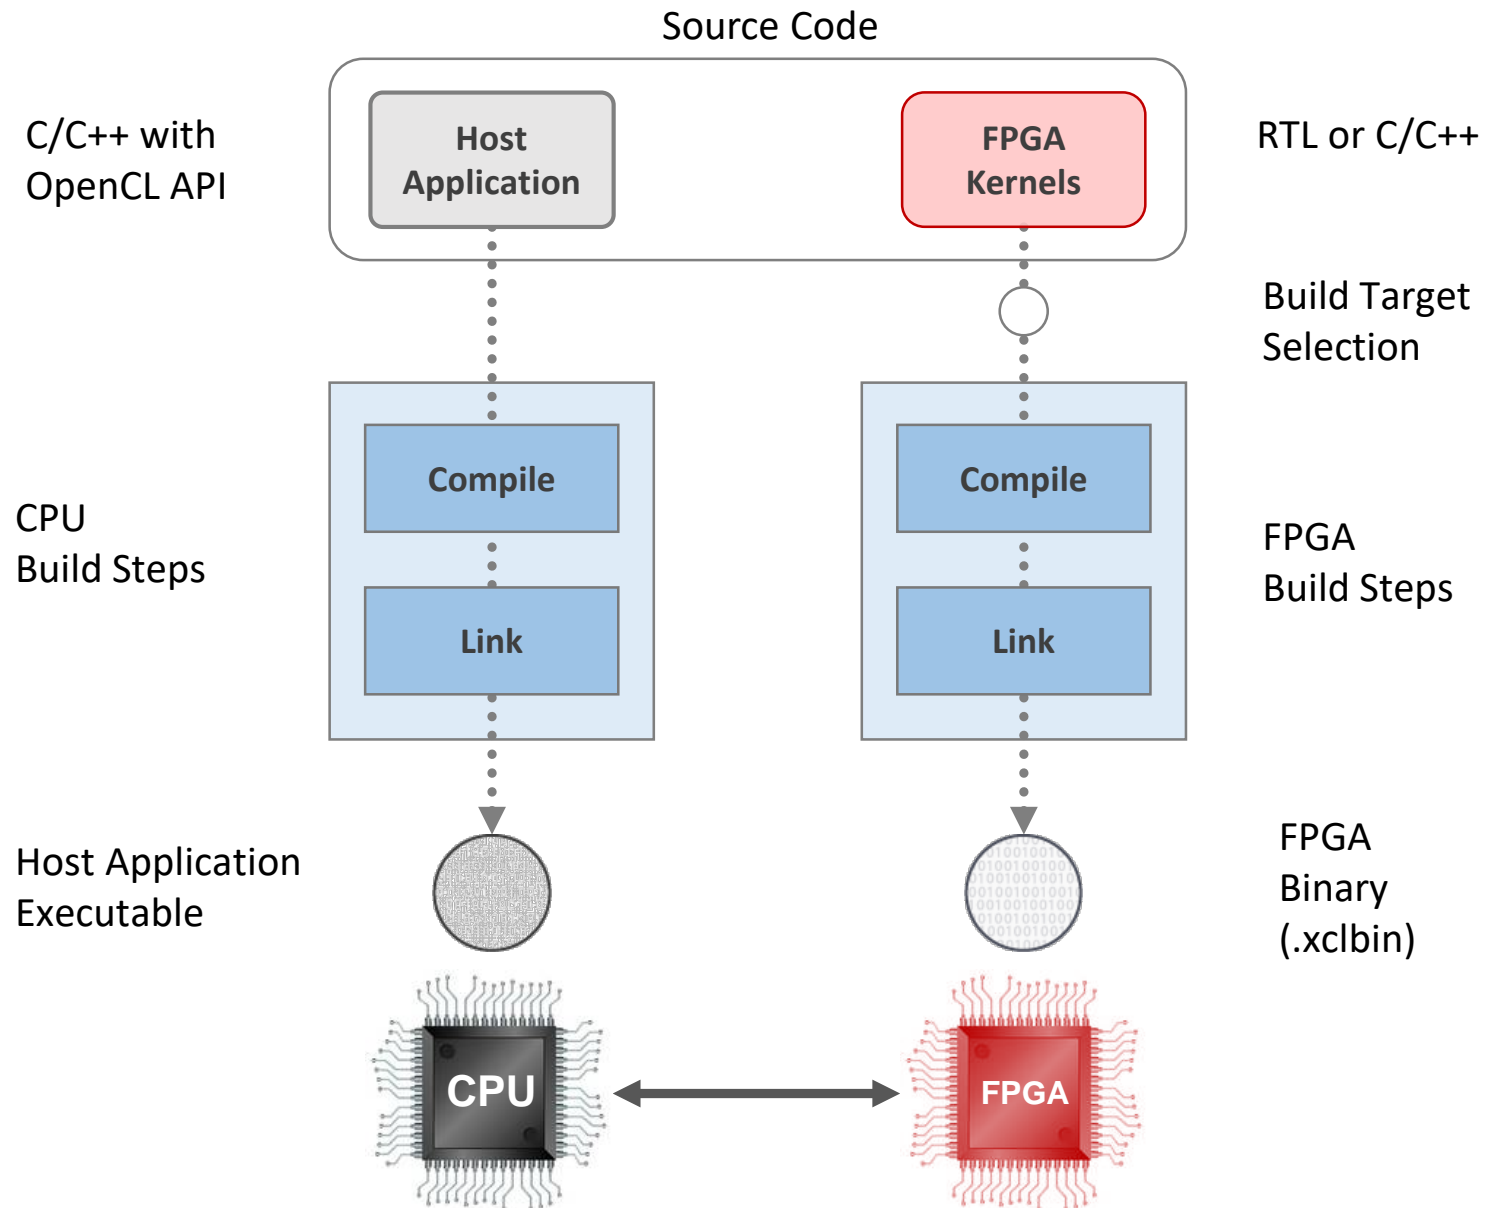 Source Code
C/C++ with
OpenCL API
Host
Application
FPGA
Kernels
RTL or C/C++
Build Target
Selection
CPU
Build Steps
Compile
Link
Compile
Link
FPGA
Build Steps
Host Application
Executable
FPGA
Binary
(.xclbin)
CPU
FPGA